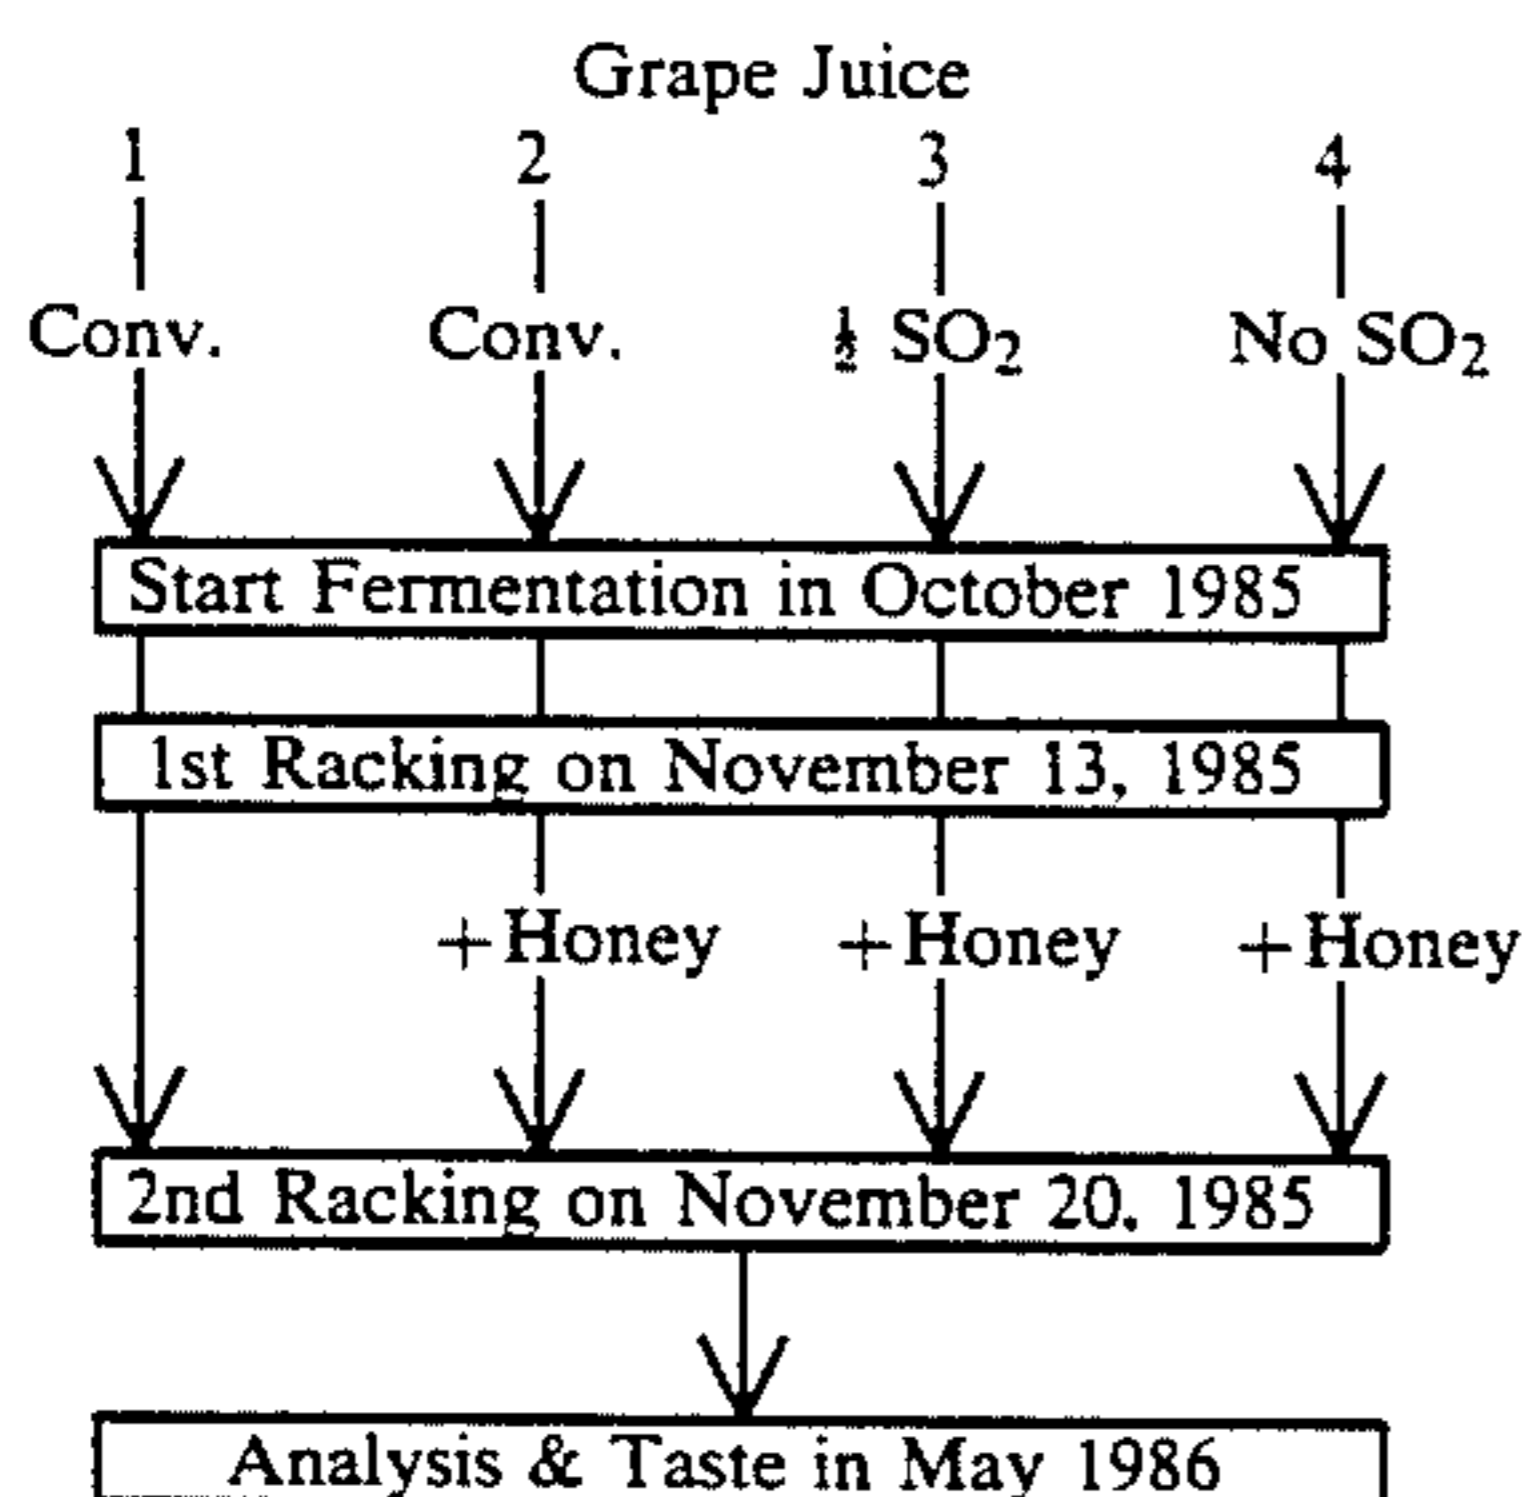 Grape Juice
1 2 3 4
Conv. Conv. ½ SO₂ No SO₂
Start Fermentation in October 1985
1st Racking on November 13, 1985
+Honey +Honey +Honey
2nd Racking on November 20, 1985
Analysis & Taste in May 1986